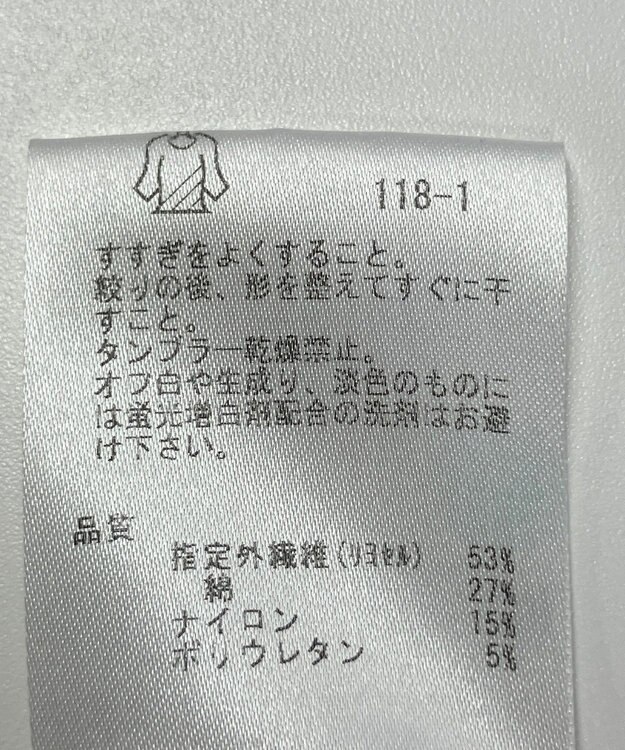 118-1
すすぎをよくすること。
絞りの後、形を整えてすぐに干
すこと。
タンブラー乾燥禁止。
オフ白や生成り、淡色のものに
は蛍光増白剤配合の洗剤はお避
け下さい。
品質
指定外繊維(ﾘﾖｾﾙ) 53%
綿 27%
ナイロン 15%
ポリウレタン 5%